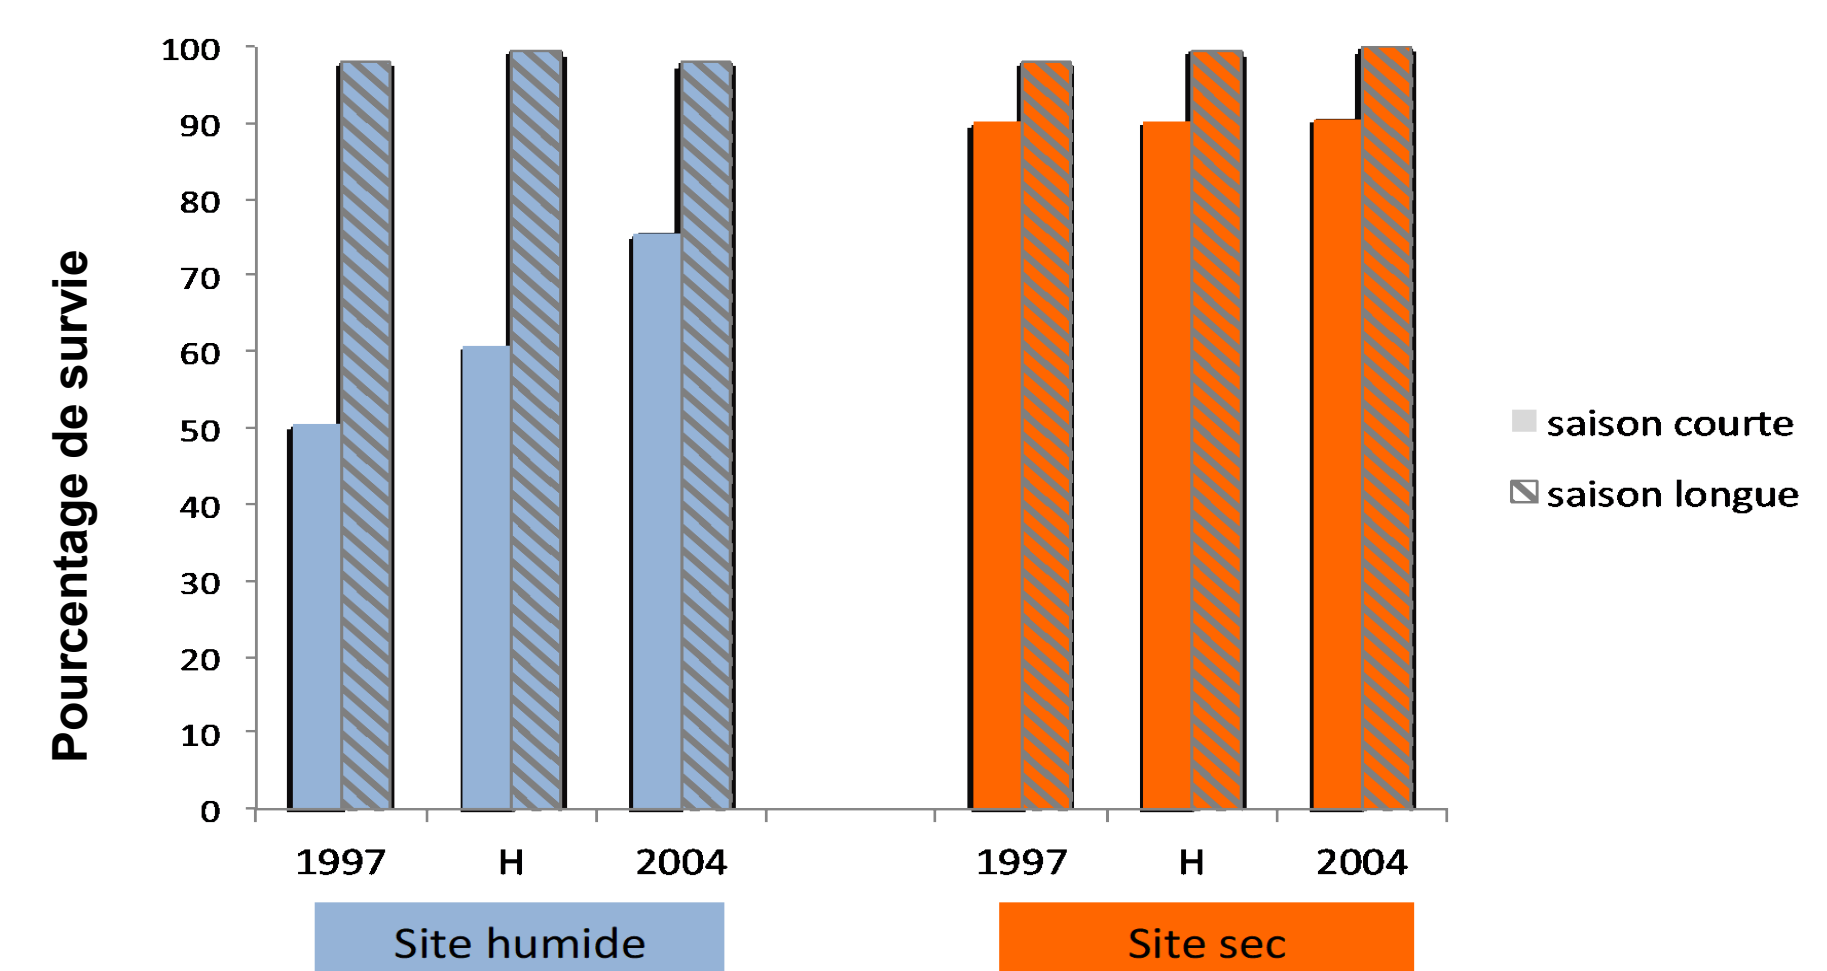 Pourcentage de survie
100
90
80
70
60
50
40
30
20
10
0
1997 H 2004 1997 H 2004
Site humide Site sec
saison courte
saison longue